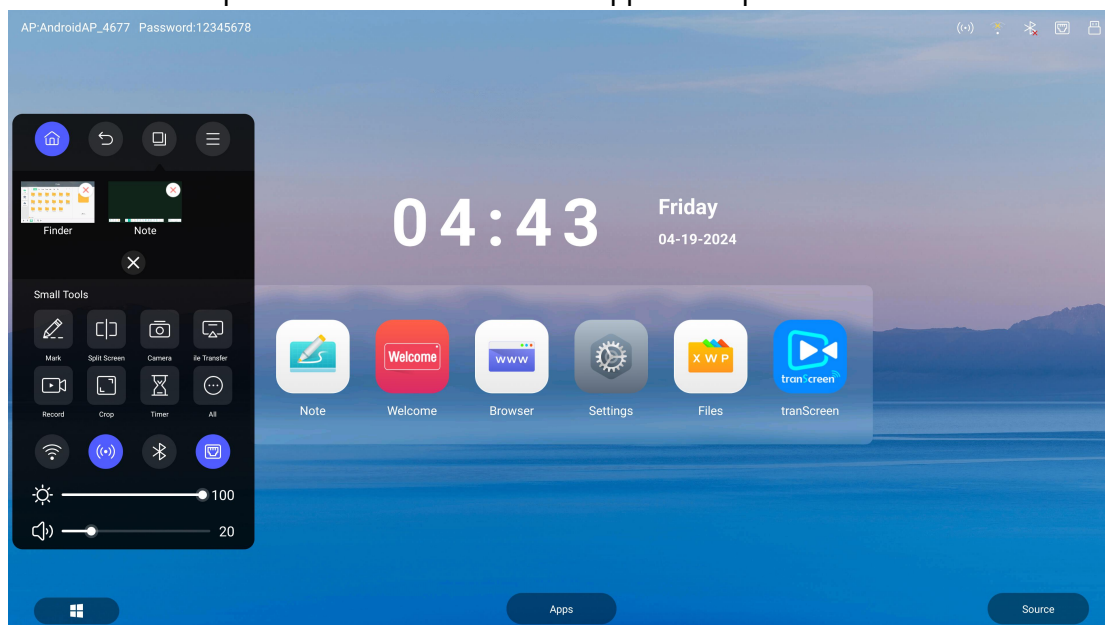 AP:AndroidAP_4677 Password:12345678
Finder Note
Small Tools
Mark Split Screen Camera ile Transfer
Record Crop Timer All
100
20
04:43
Friday
04-19-2024
Welcome
WWW
X W P
tranScreen
Note Welcome Browser Settings Files tranScreen
Apps
Source